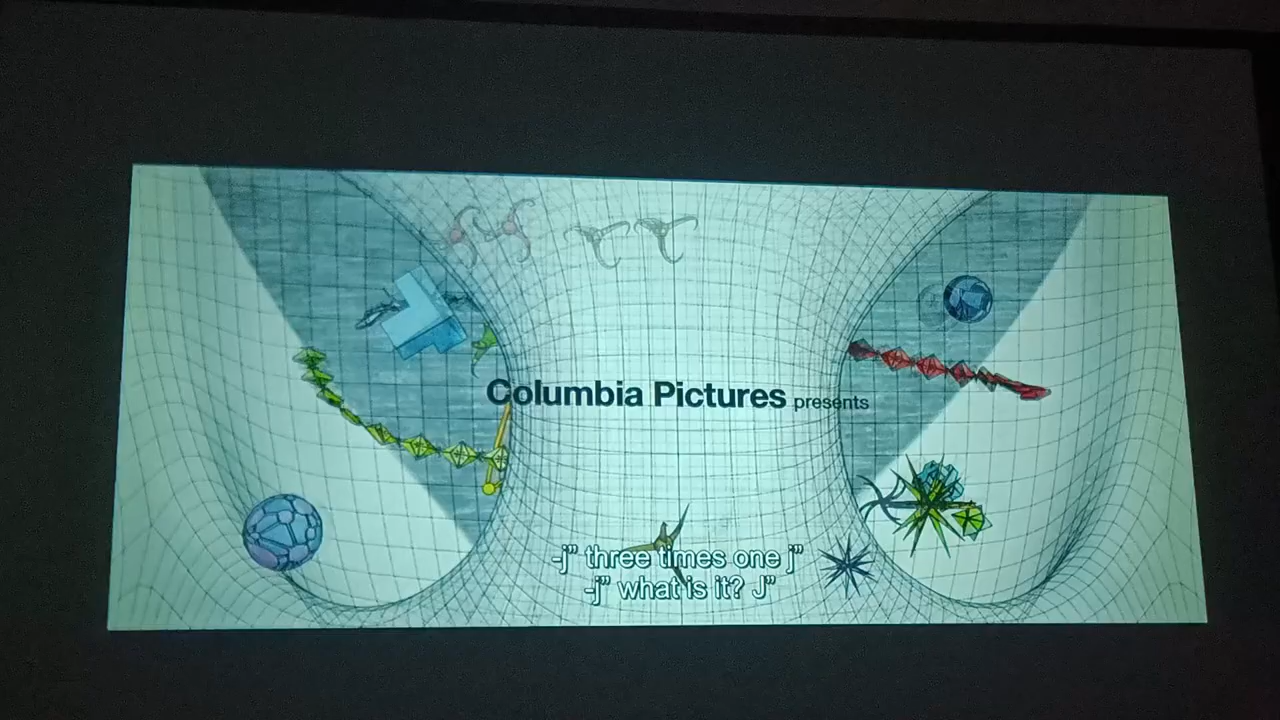 Columbia Pictures presents
-j" three times one j"
-j" what is it? J"